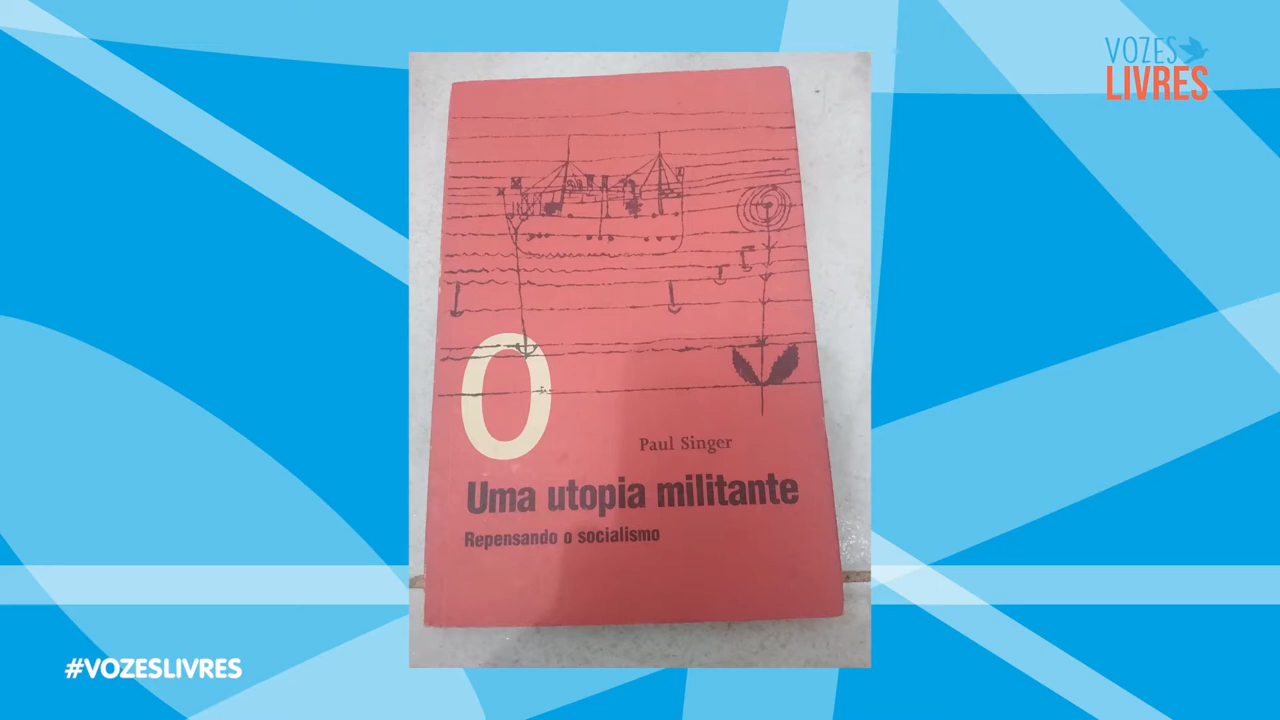 VOZES
LIVRES
O
Paul Singer
Uma utopia militante
Repensando o socialismo
#VOZESLIVRES